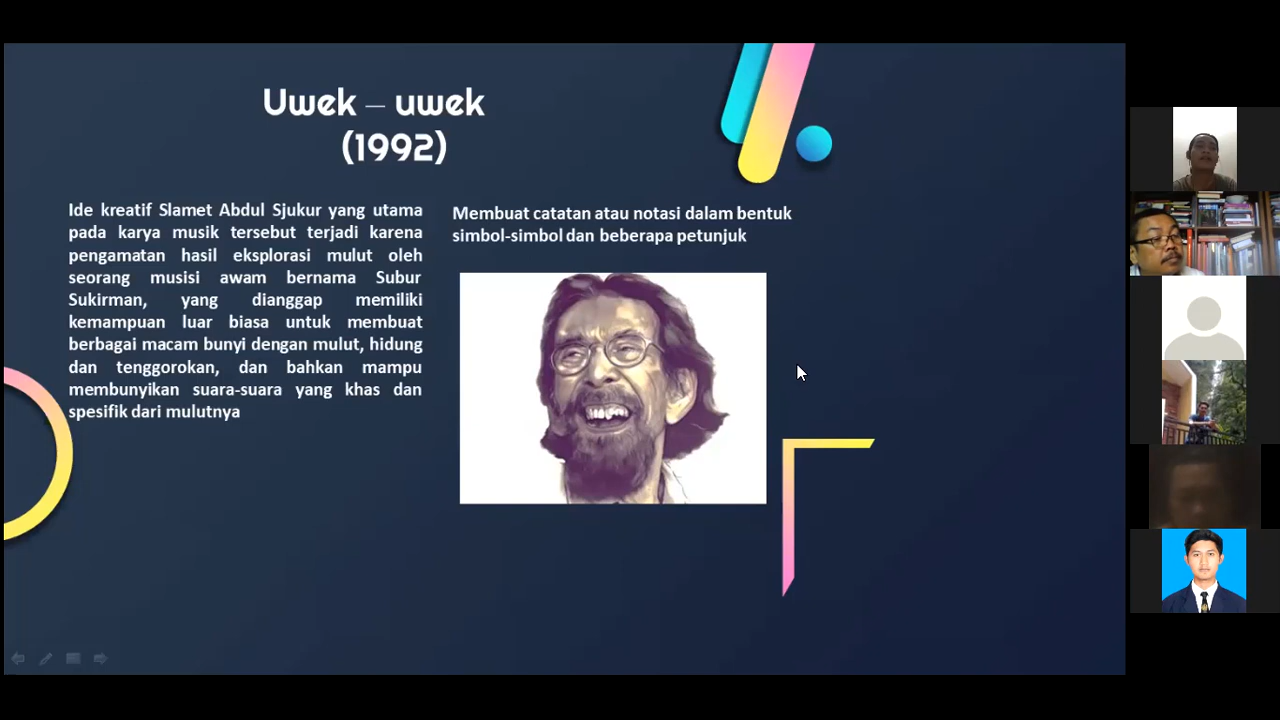 Uwek – uwek
(1992)
Ide kreatif Slamet Abdul Sjukur yang utama
pada karya musik tersebut terjadi karena
pengamatan hasil eksplorasi mulut oleh
seorang musisi awam bernama Subur
Sukirman, yang dianggap memiliki
kemampuan luar biasa untuk membuat
berbagai macam bunyi dengan mulut, hidung
dan tenggorokan, dan bahkan mampu
membunyikan suara-suara yang khas dan
spesifik dari mulutnya
Membuat catatan atau notasi dalam bentuk
simbol-simbol dan beberapa petunjuk